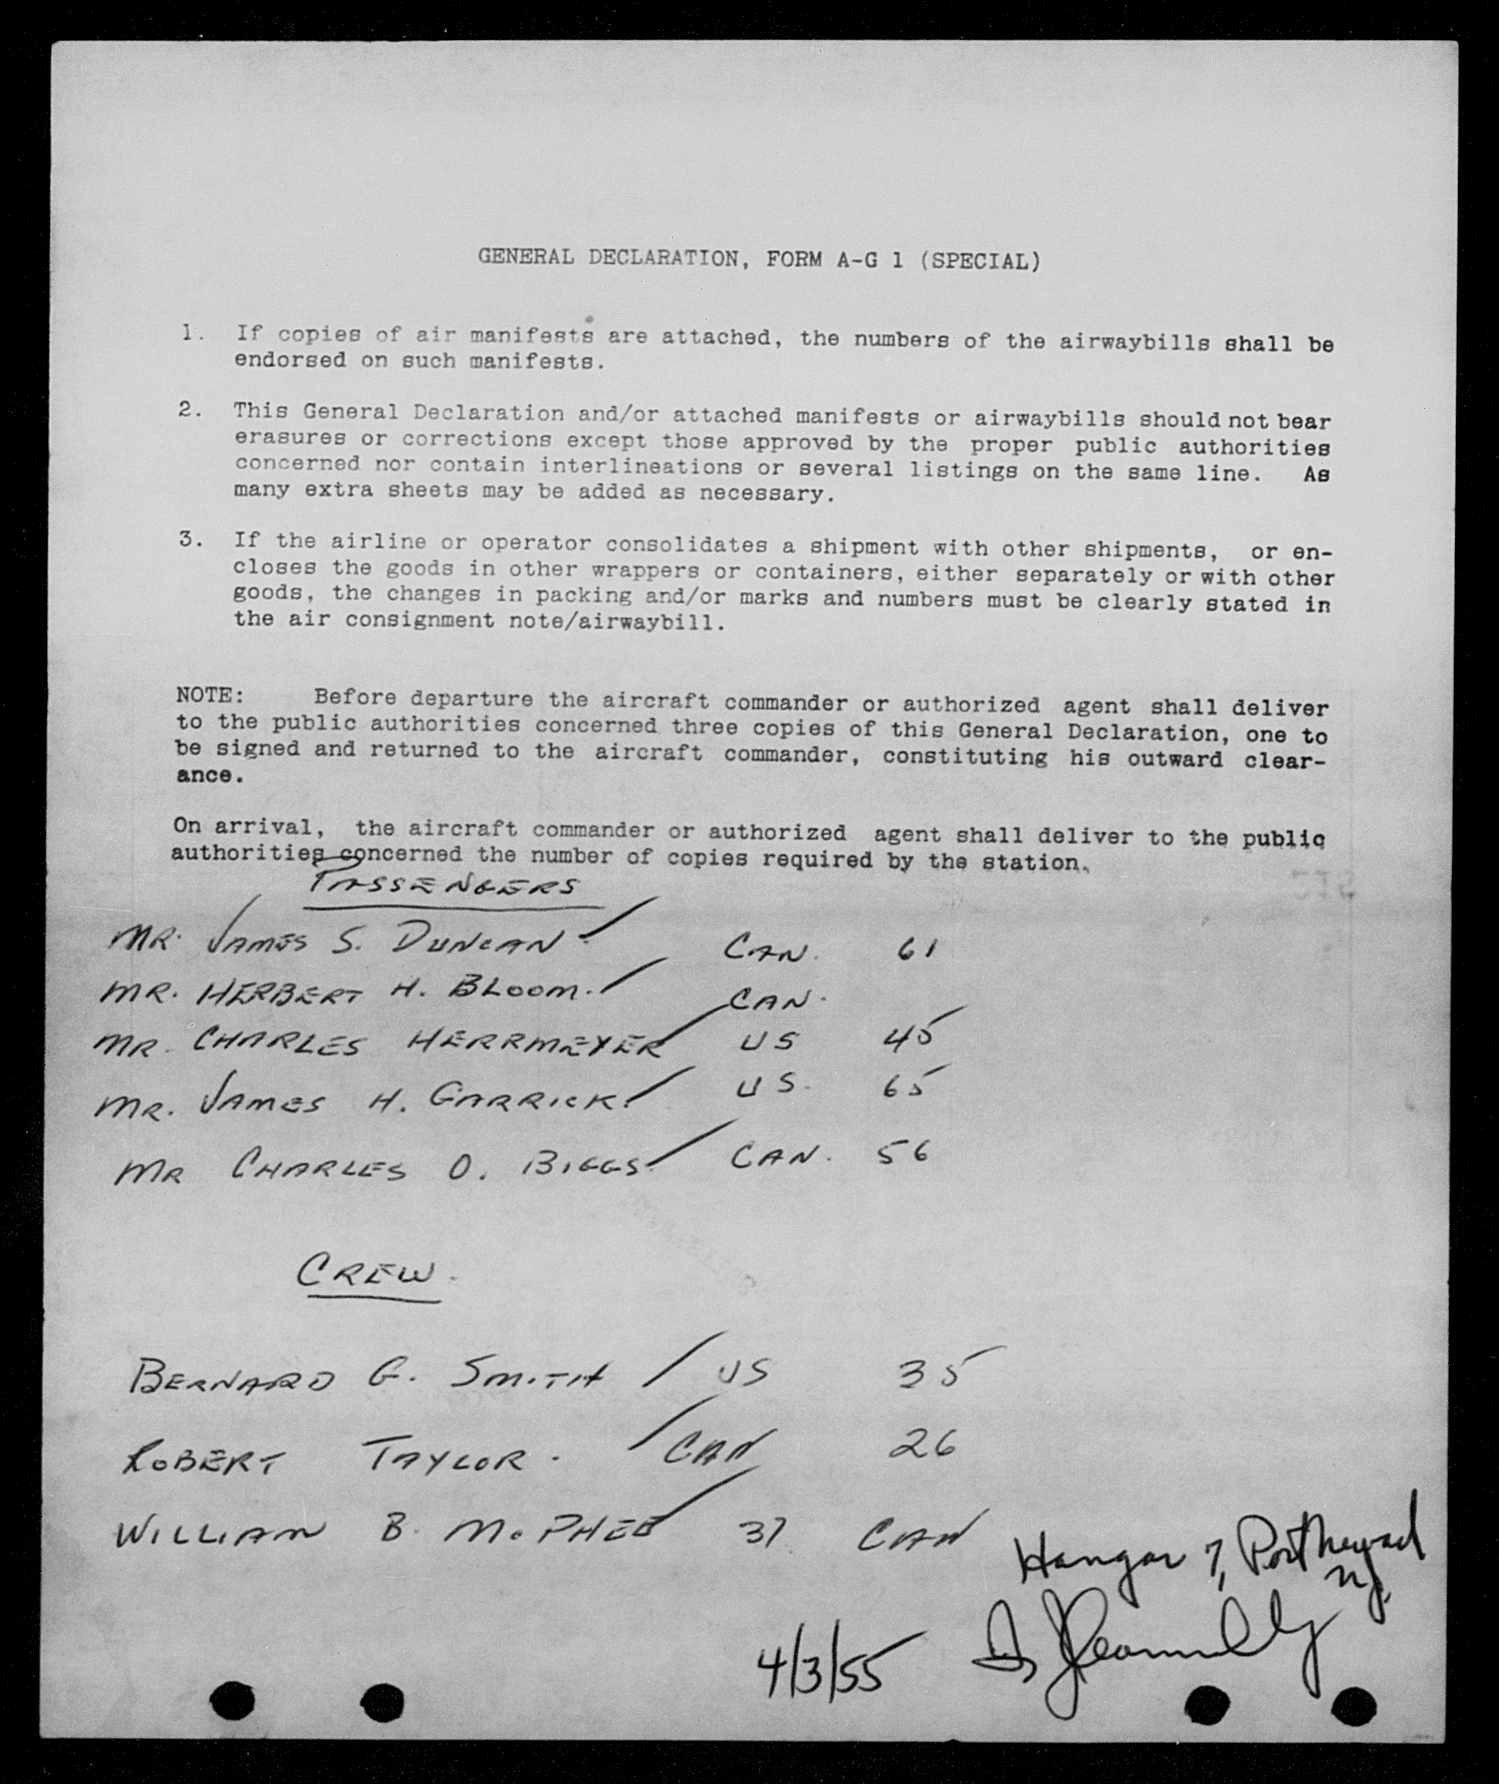 GENERAL DECLARATION, FORM A-G 1 (SPECIAL)
1. If copies of air manifests are attached, the numbers of the airwaybills shall be
endorsed on such manifests.
2. This General Declaration and/or attached manifests or airwaybills should not bear
erasures or corrections except those approved by the proper public authorities
concerned nor contain interlineations or several listings on the same line. As
many extra sheets may be added as necessary.
3. If the airline or operator consolidates a shipment with other shipments, or en-
closes the goods in other wrappers or containers, either separately or with other
goods, the changes in packing and/or marks and numbers must be clearly stated in
the air consignment note/airwaybill.
NOTE: Before departure the aircraft commander or authorized agent shall deliver
to the public authorities concerned three copies of this General Declaration, one to
be signed and returned to the aircraft commander, constituting his outward clear-
ance.
On arrival, the aircraft commander or authorized agent shall deliver to the public
authorities concerned the number of copies required by the station.
PASSENGERS
MR. JAMES S. DUNCAN / CAN. 61
MR. HERBERT H. BLOOM. / CAN.
MR. CHARLES HERRMEYER / US 45
MR. JAMES H. GARRICK. / US. 65
MR CHARLES O. BIGGS / CAN. 56
CREW.
BERNARD G. SMITH / US 35
ROBERT TAYLOR. / CAN 26
WILLIAM B. McPHEE / 37 CAN
Hangar 7,
NJ.
4/3/55